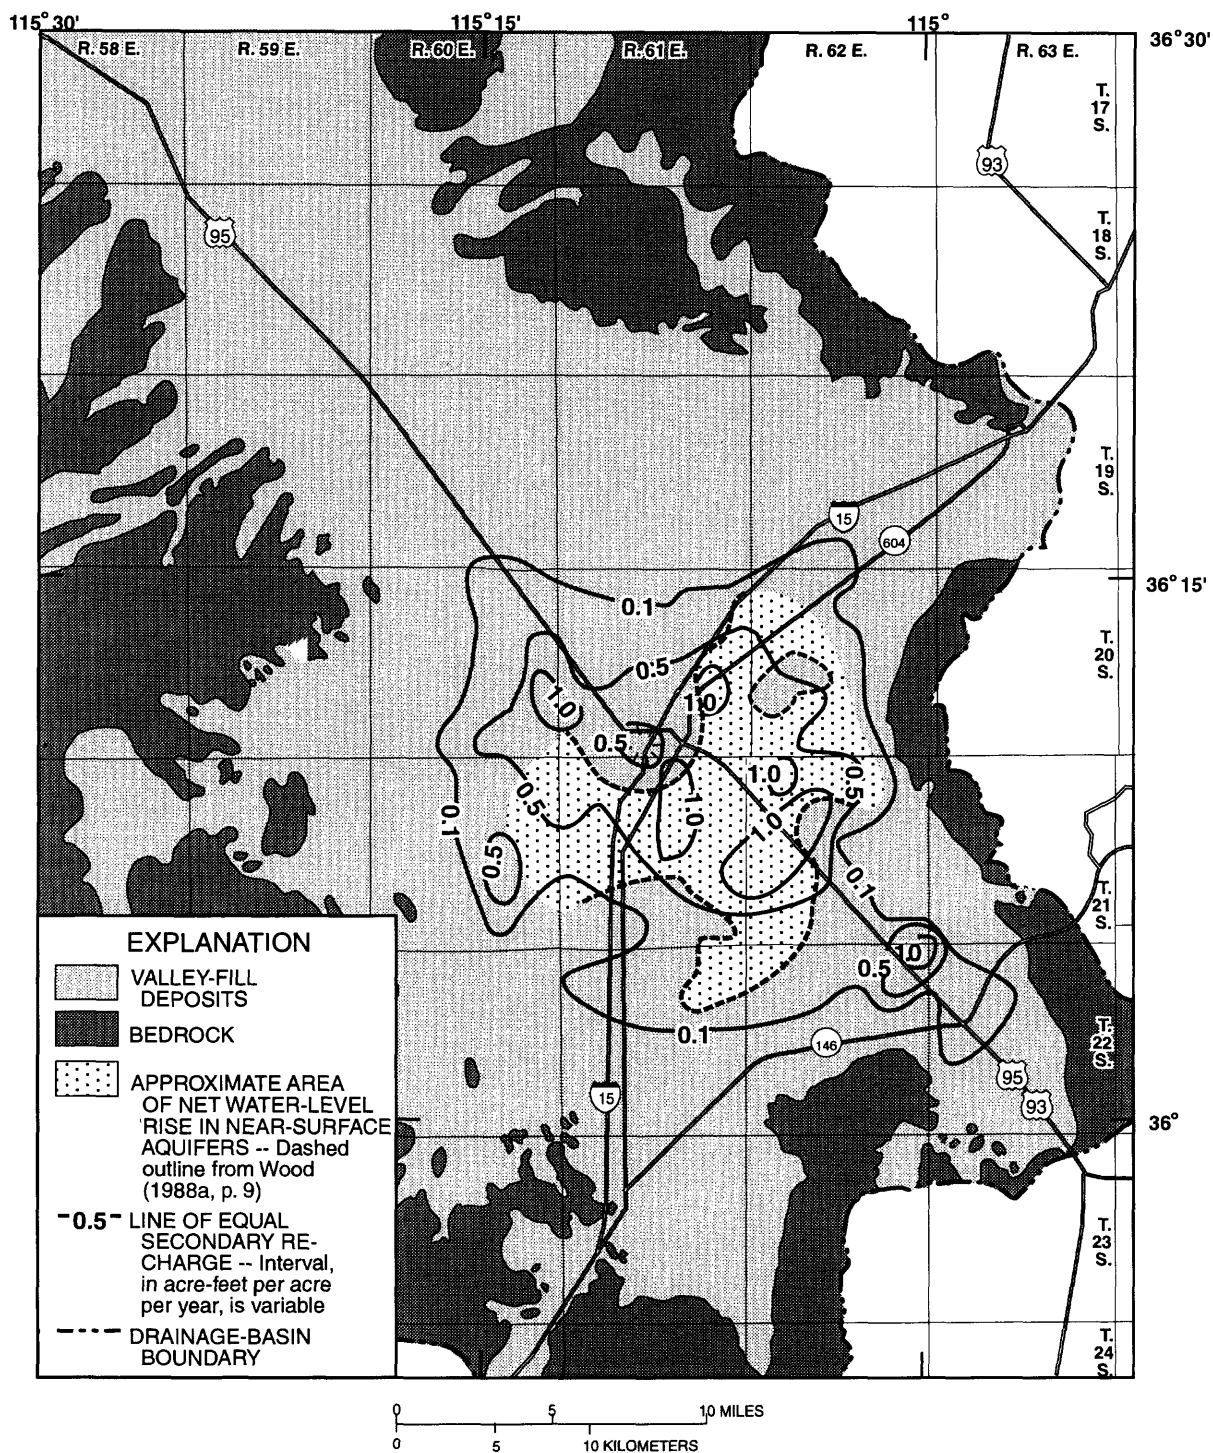 115° 30'
115° 15'
115°
R. 58 E.
R. 59 E.
R. 60 E.
R. 61 E.
R. 62 E.
R. 63 E.
36° 30'
T.
17
S.
93
T.
18
S.
95
T.
19
S.
15
604
36° 15'
0.1
T.
20
S.
0.5
1.0
1.0
0.5
1.0
0.5
0.5
0.1
1.0
1.0
0.5
0.1
T.
21
S.
1.0
0.5
0.1
146
T.
22
S.
95
93
15
36°
T.
23
S.
T.
24
S.
EXPLANATION
VALLEY-FILL
DEPOSITS
BEDROCK
APPROXIMATE AREA
OF NET WATER-LEVEL
RISE IN NEAR-SURFACE
AQUIFERS -- Dashed
outline from Wood
(1988a, p. 9)
0.5
LINE OF EQUAL
SECONDARY RE-
CHARGE -- Interval,
in acre-feet per acre
per year, is variable
DRAINAGE-BASIN
BOUNDARY
0 5 10 MILES
0 5 10 KILOMETERS